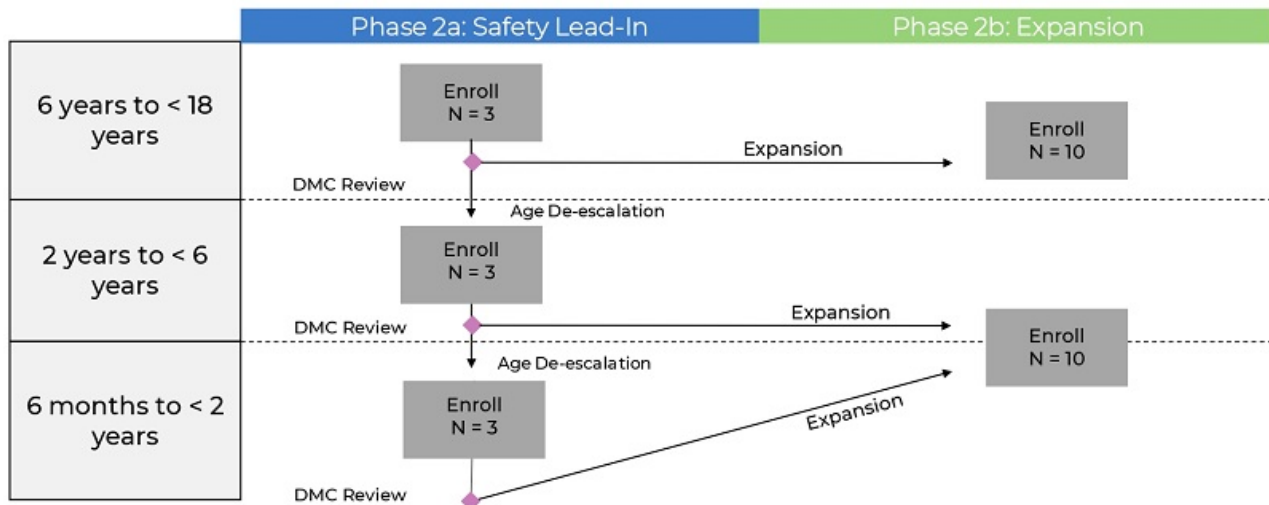 Phase 2a: Safety Lead-In
Phase 2b: Expansion
6 years to < 18
years
Enroll
N = 3
Expansion
Enroll
N = 10
DMC Review
Age De-escalation
2 years to < 6
years
Enroll
N = 3
Expansion
DMC Review
Enroll
N = 10
Age De-escalation
6 months to < 2
years
Enroll
N = 3
Expansion
DMC Review